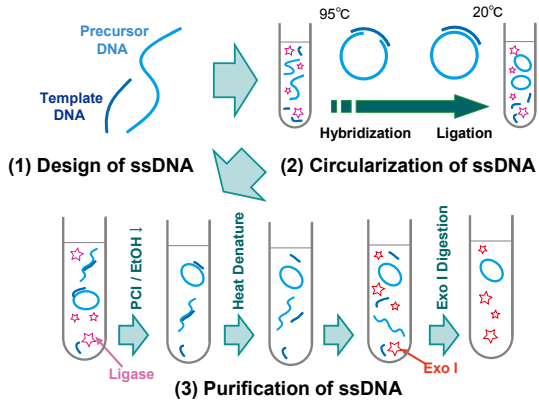 Precursor
DNA
Template
DNA
(1) Design of ssDNA
95℃
20℃
Hybridization
Ligation
(2) Circularization of ssDNA
PCI / EtOH↓
Heat Denature
Exo I Digestion
Ligase
Exo I
(3) Purification of ssDNA